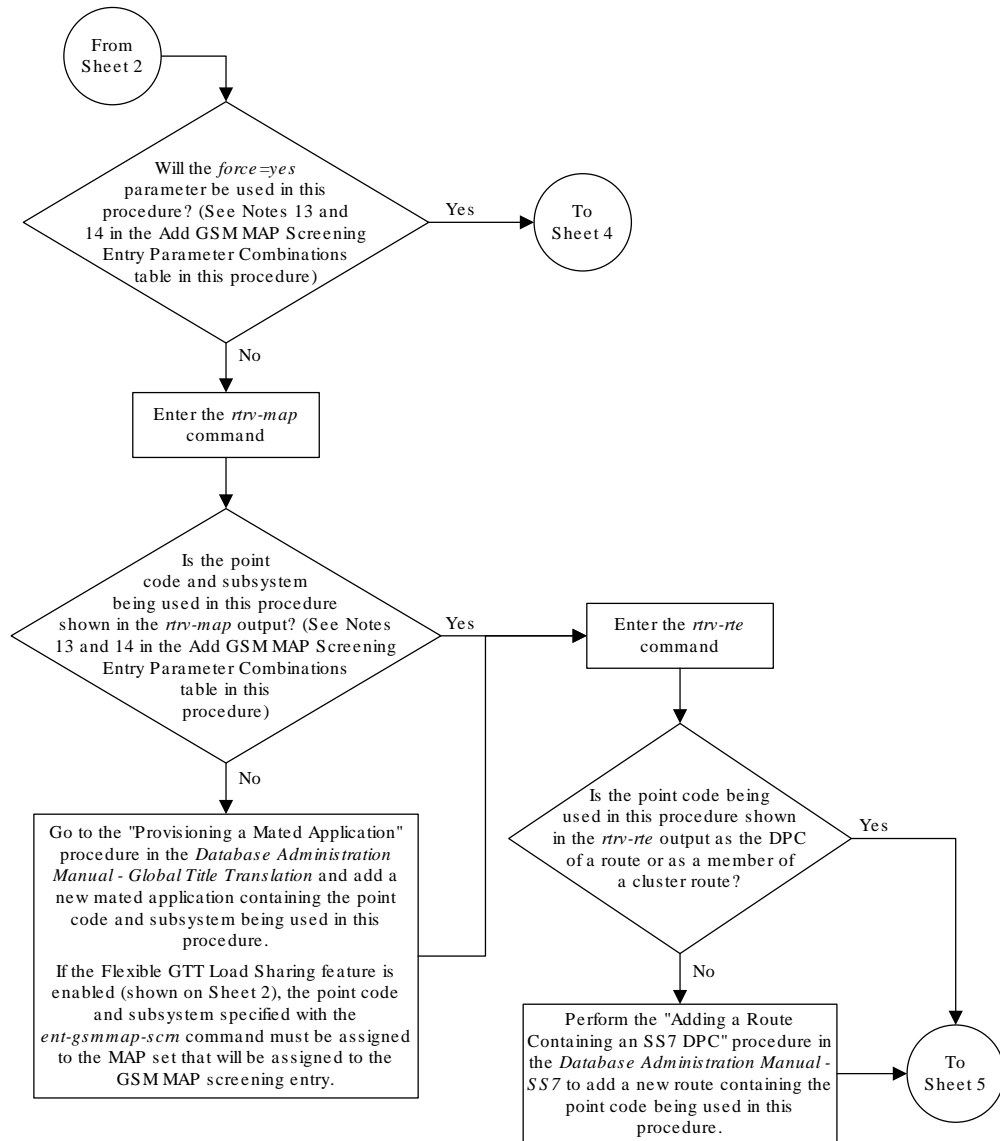 From
Sheet 2
Will the force=yes
parameter be used in this
procedure? (See Notes 13 and
14 in the Add GSM MAP Screening
Entry Parameter Combinations
table in this procedure)
Yes
To
Sheet 4
No
Enter the rtrv-map
command
Is the point
code and subsystem
being used in this procedure
shown in the rtrv-map output? (See Notes
13 and 14 in the Add GSM MAP Screening
Entry Parameter Combinations
table in this
procedure)
Yes
Enter the rtrv-rte
command
No
Go to the "Provisioning a Mated Application"
procedure in the Database Administration
Manual - Global Title Translation and add a
new mated application containing the point
code and subsystem being used in this
procedure.
If the Flexible GTT Load Sharing feature is
enabled (shown on Sheet 2), the point code
and subsystem specified with the
ent-gsmmap-scrn command must be assigned
to the MAP set that will be assigned to the
GSM MAP screening entry.
Is the point code being
used in this procedure shown
in the rtrv-rte output as the DPC
of a route or as a member of
a cluster route?
Yes
No
Perform the "Adding a Route
Containing an SS7 DPC" procedure in
the Database Administration Manual -
SS7 to add a new route containing the
point code being used in this
procedure.
To
Sheet 5